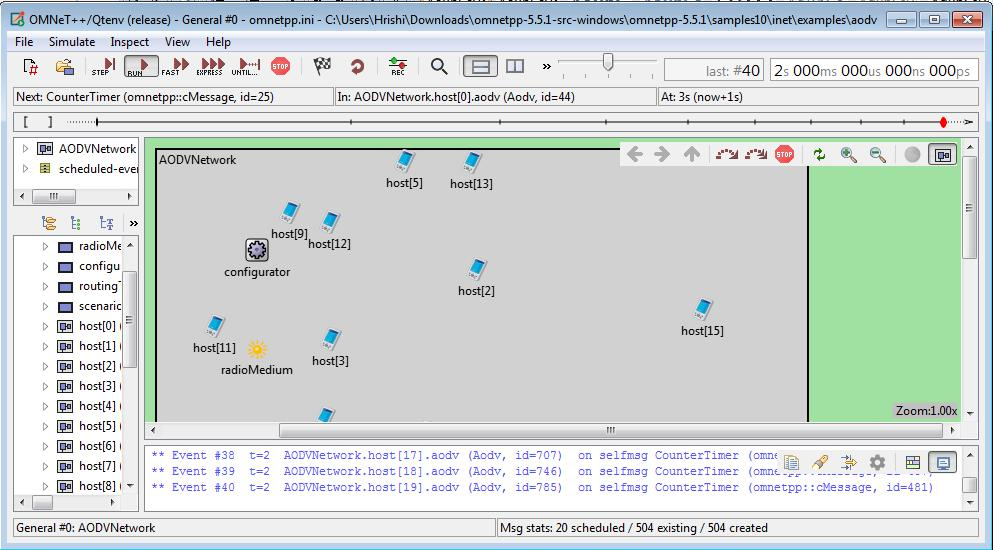 OMNeT++/Qtenv (release) - General #0 - omnetpp.ini - C:\Users\Hrishi\Downloads\omnetpp-5.5.1-src-windows\omnetpp-5.5.1\samples10\inet\examples\aodv
File Simulate Inspect View Help
STEP RUN FAST EXPRESS UNTIL... STOP REC » last: #40 2s 000ms 000us 000ns 000ps
Next: CounterTimer (omnetpp::cMessage, id=25) In: AODVNetwork.host[0].aodv (Aodv, id=44) At: 3s (now+1s)
[ ]
AODVNetwork
scheduled-eve
»
radioMe
configu
routing
scenaric
host[0] (
host[1] (
host[2] (
host[3] (
host[4] (
host[5] (
host[6] (
host[7] (
host[8] (
AODVNetwork
STOP
host[5] host[13]
host[9] host[12]
configurator
host[2]
host[15]
host[11] host[3]
radioMedium
Zoom:1.00x
** Event #38 t=2 AODVNetwork.host[17].aodv (Aodv, id=707) on selfmsg CounterTimer (omne
** Event #39 t=2 AODVNetwork.host[18].aodv (Aodv, id=746) on selfmsg CounterTimer (omne
** Event #40 t=2 AODVNetwork.host[19].aodv (Aodv, id=785) on selfmsg CounterTimer (omnetpp::cMessage, id=481)
General #0: AODVNetwork Msg stats: 20 scheduled / 504 existing / 504 created